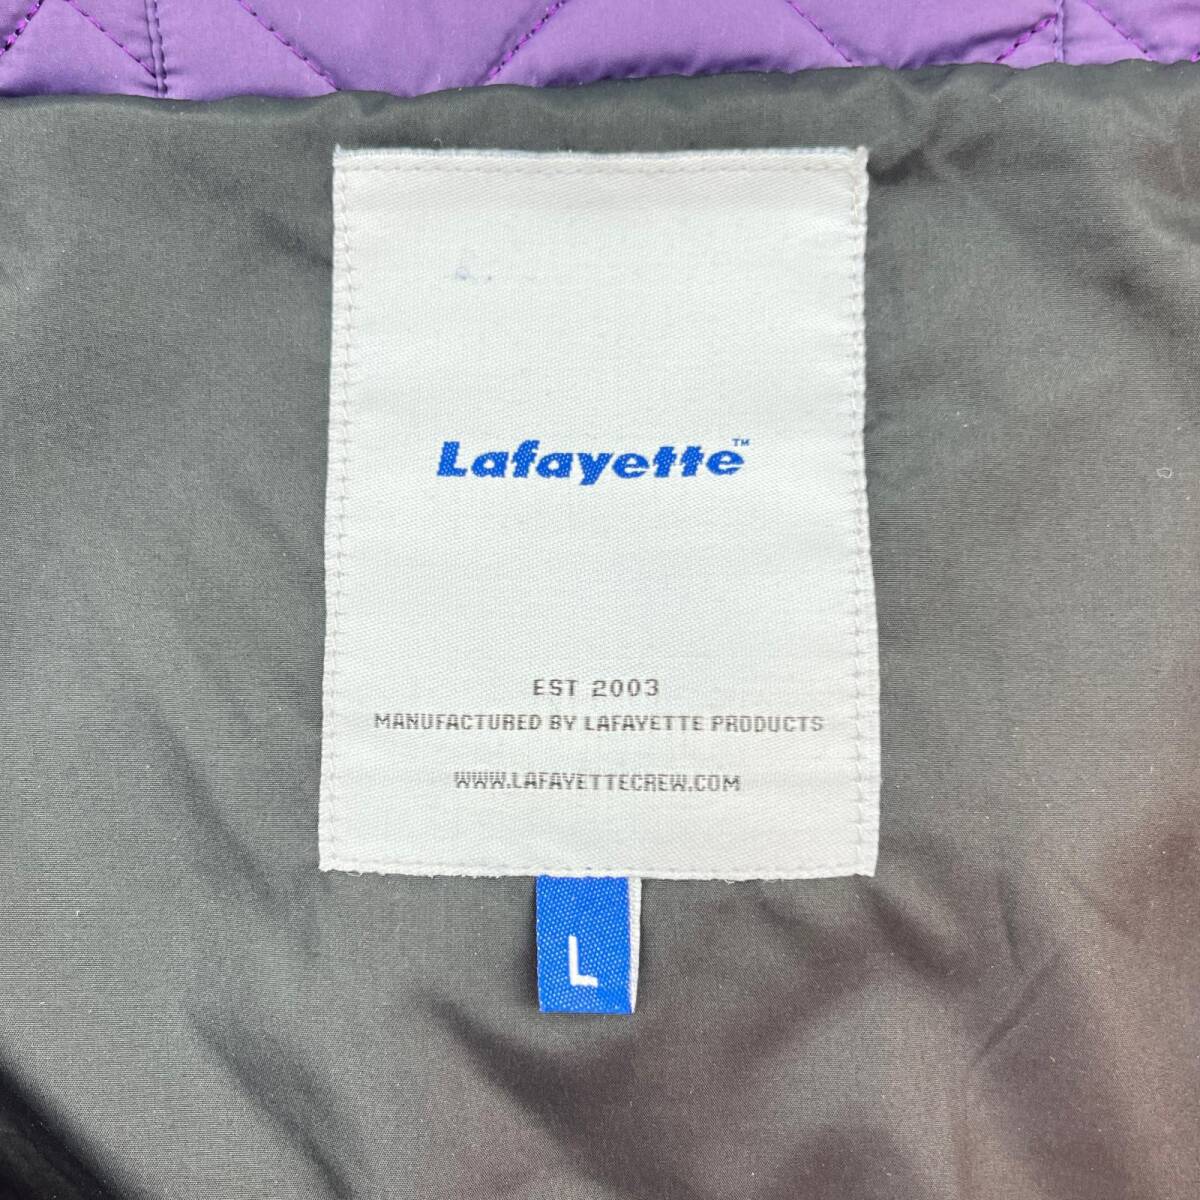 Lafayette™
EST 2003
MANUFACTURED BY LAFAYETTE PRODUCTS
WWW.LAFAYETTECREW.COM
L